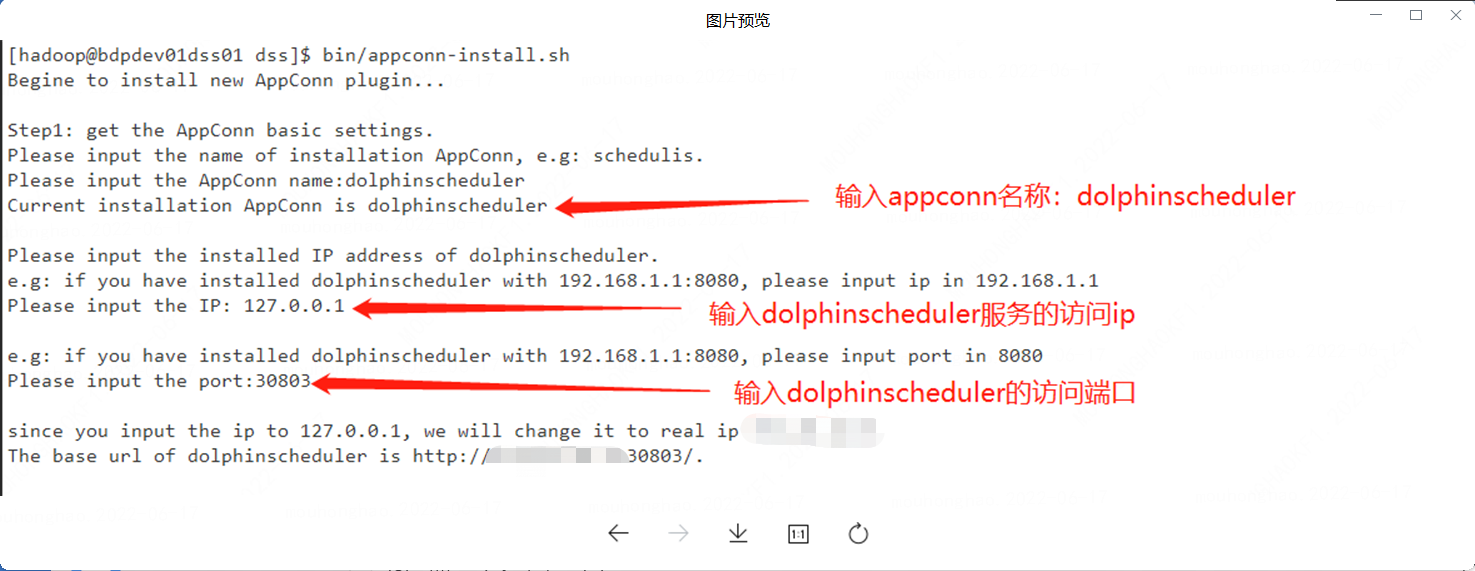 图片预览
[hadoop@bdpdev01dss01 dss]$ bin/appconn-install.sh
Begine to install new AppConn plugin...
Step1: get the AppConn basic settings.
Please input the name of installation AppConn, e.g: schedulis.
Please input the AppConn name:dolphinscheduler
Current installation AppConn is dolphinscheduler
输入appconn名称：dolphinscheduler
Please input the installed IP address of dolphinscheduler.
e.g: if you have installed dolphinscheduler with 192.168.1.1:8080, please input ip in 192.168.1.1
Please input the IP: 127.0.0.1
输入dolphinscheduler服务的访问ip
e.g: if you have installed dolphinscheduler with 192.168.1.1:8080, please input port in 8080
Please input the port:30803
输入dolphinscheduler的访问端口
since you input the ip to 127.0.0.1, we will change it to real ip
The base url of dolphinscheduler is http:// 30803/.
1:1